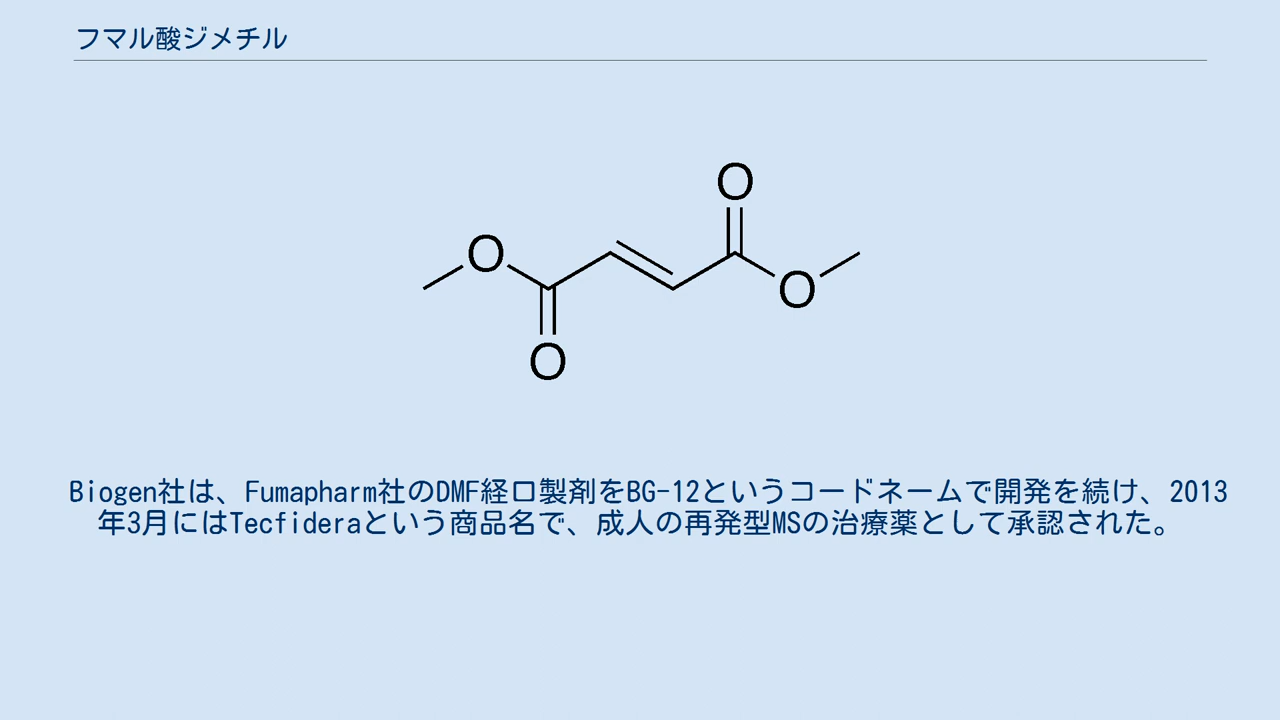 フマル酸ジメチル
O
O
O
O
Biogen社は、Fumapharm社のDMF経口製剤をBG-12というコードネームで開発を続け、2013
年3月にはTecfideraという商品名で、成人の再発型MSの治療薬として承認された。